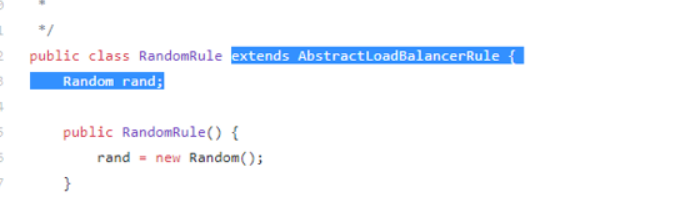 *
*/
public class RandomRule extends AbstractLoadBalancerRule {
Random rand;
public RandomRule() {
rand = new Random();
}